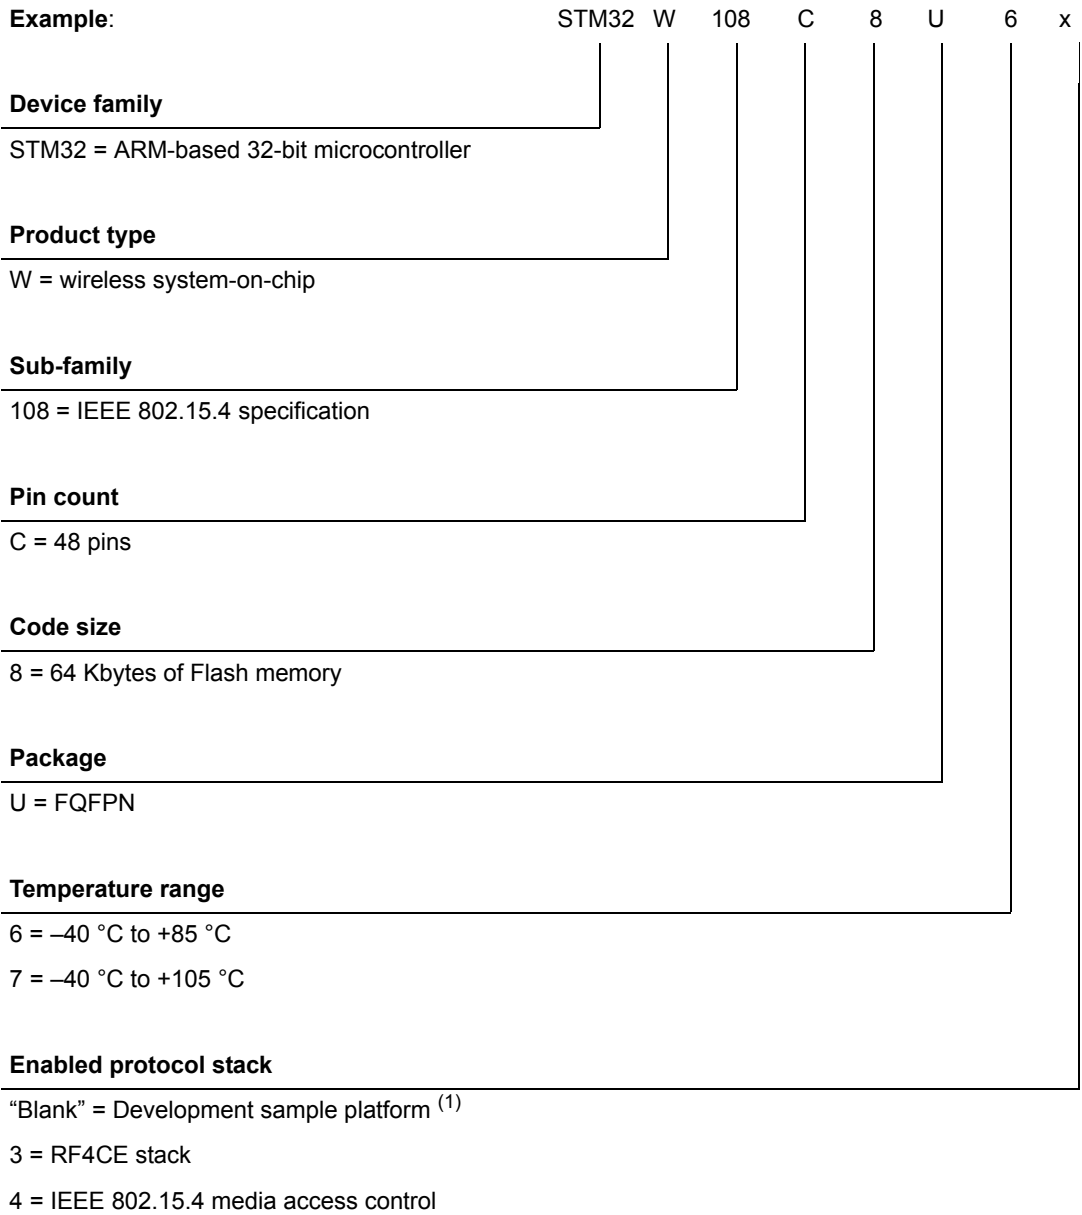 Example: STM32 W 108 C 8 U 6 x
Device family
STM32 = ARM-based 32-bit microcontroller
Product type
W = wireless system-on-chip
Sub-family
108 = IEEE 802.15.4 specification
Pin count
C = 48 pins
Code size
8 = 64 Kbytes of Flash memory
Package
U = FQFPN
Temperature range
6 = –40 °C to +85 °C
7 = –40 °C to +105 °C
Enabled protocol stack
“Blank” = Development sample platform (1)
3 = RF4CE stack
4 = IEEE 802.15.4 media access control